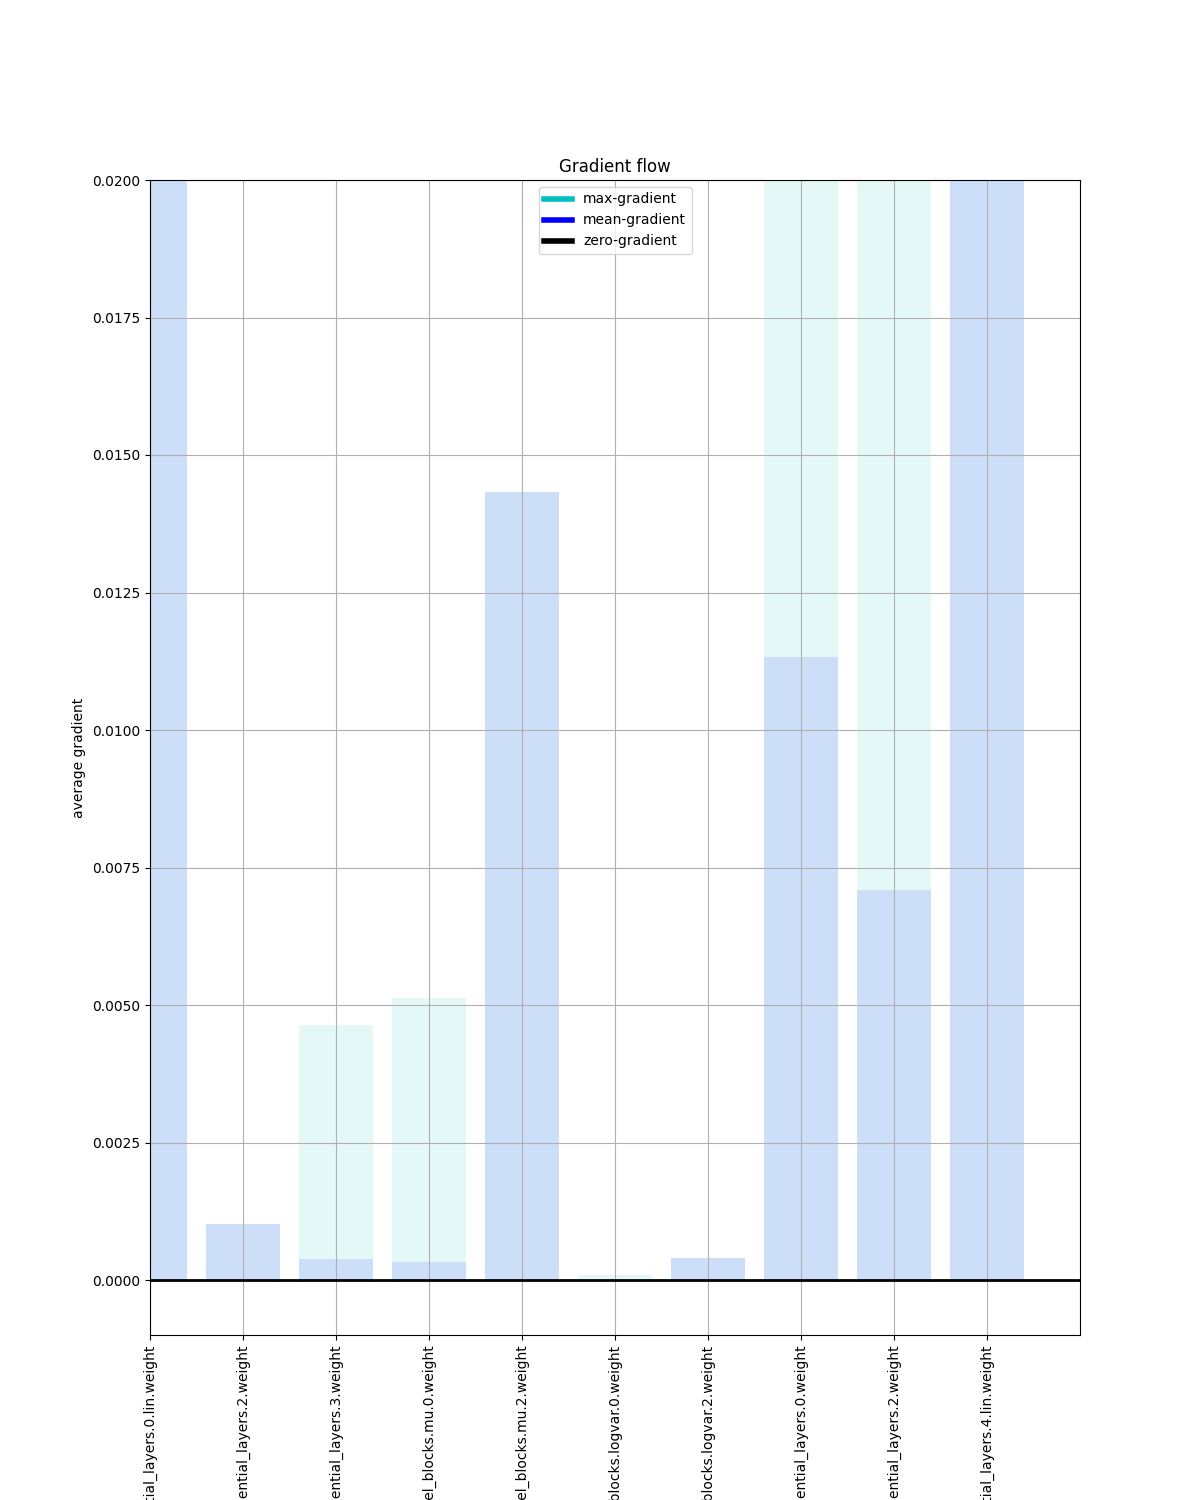 Gradient flow
max-gradient
mean-gradient
zero-gradient
0.0200
0.0175
0.0150
0.0125
0.0100
0.0075
0.0050
0.0025
0.0000
average gradient
tial_layers.0.lin.weight
ential_layers.2.weight
ential_layers.3.weight
el_blocks.mu.0.weight
el_blocks.mu.2.weight
blocks.logvar.0.weight
blocks.logvar.2.weight
ential_layers.0.weight
ential_layers.2.weight
tial_layers.4.lin.weight